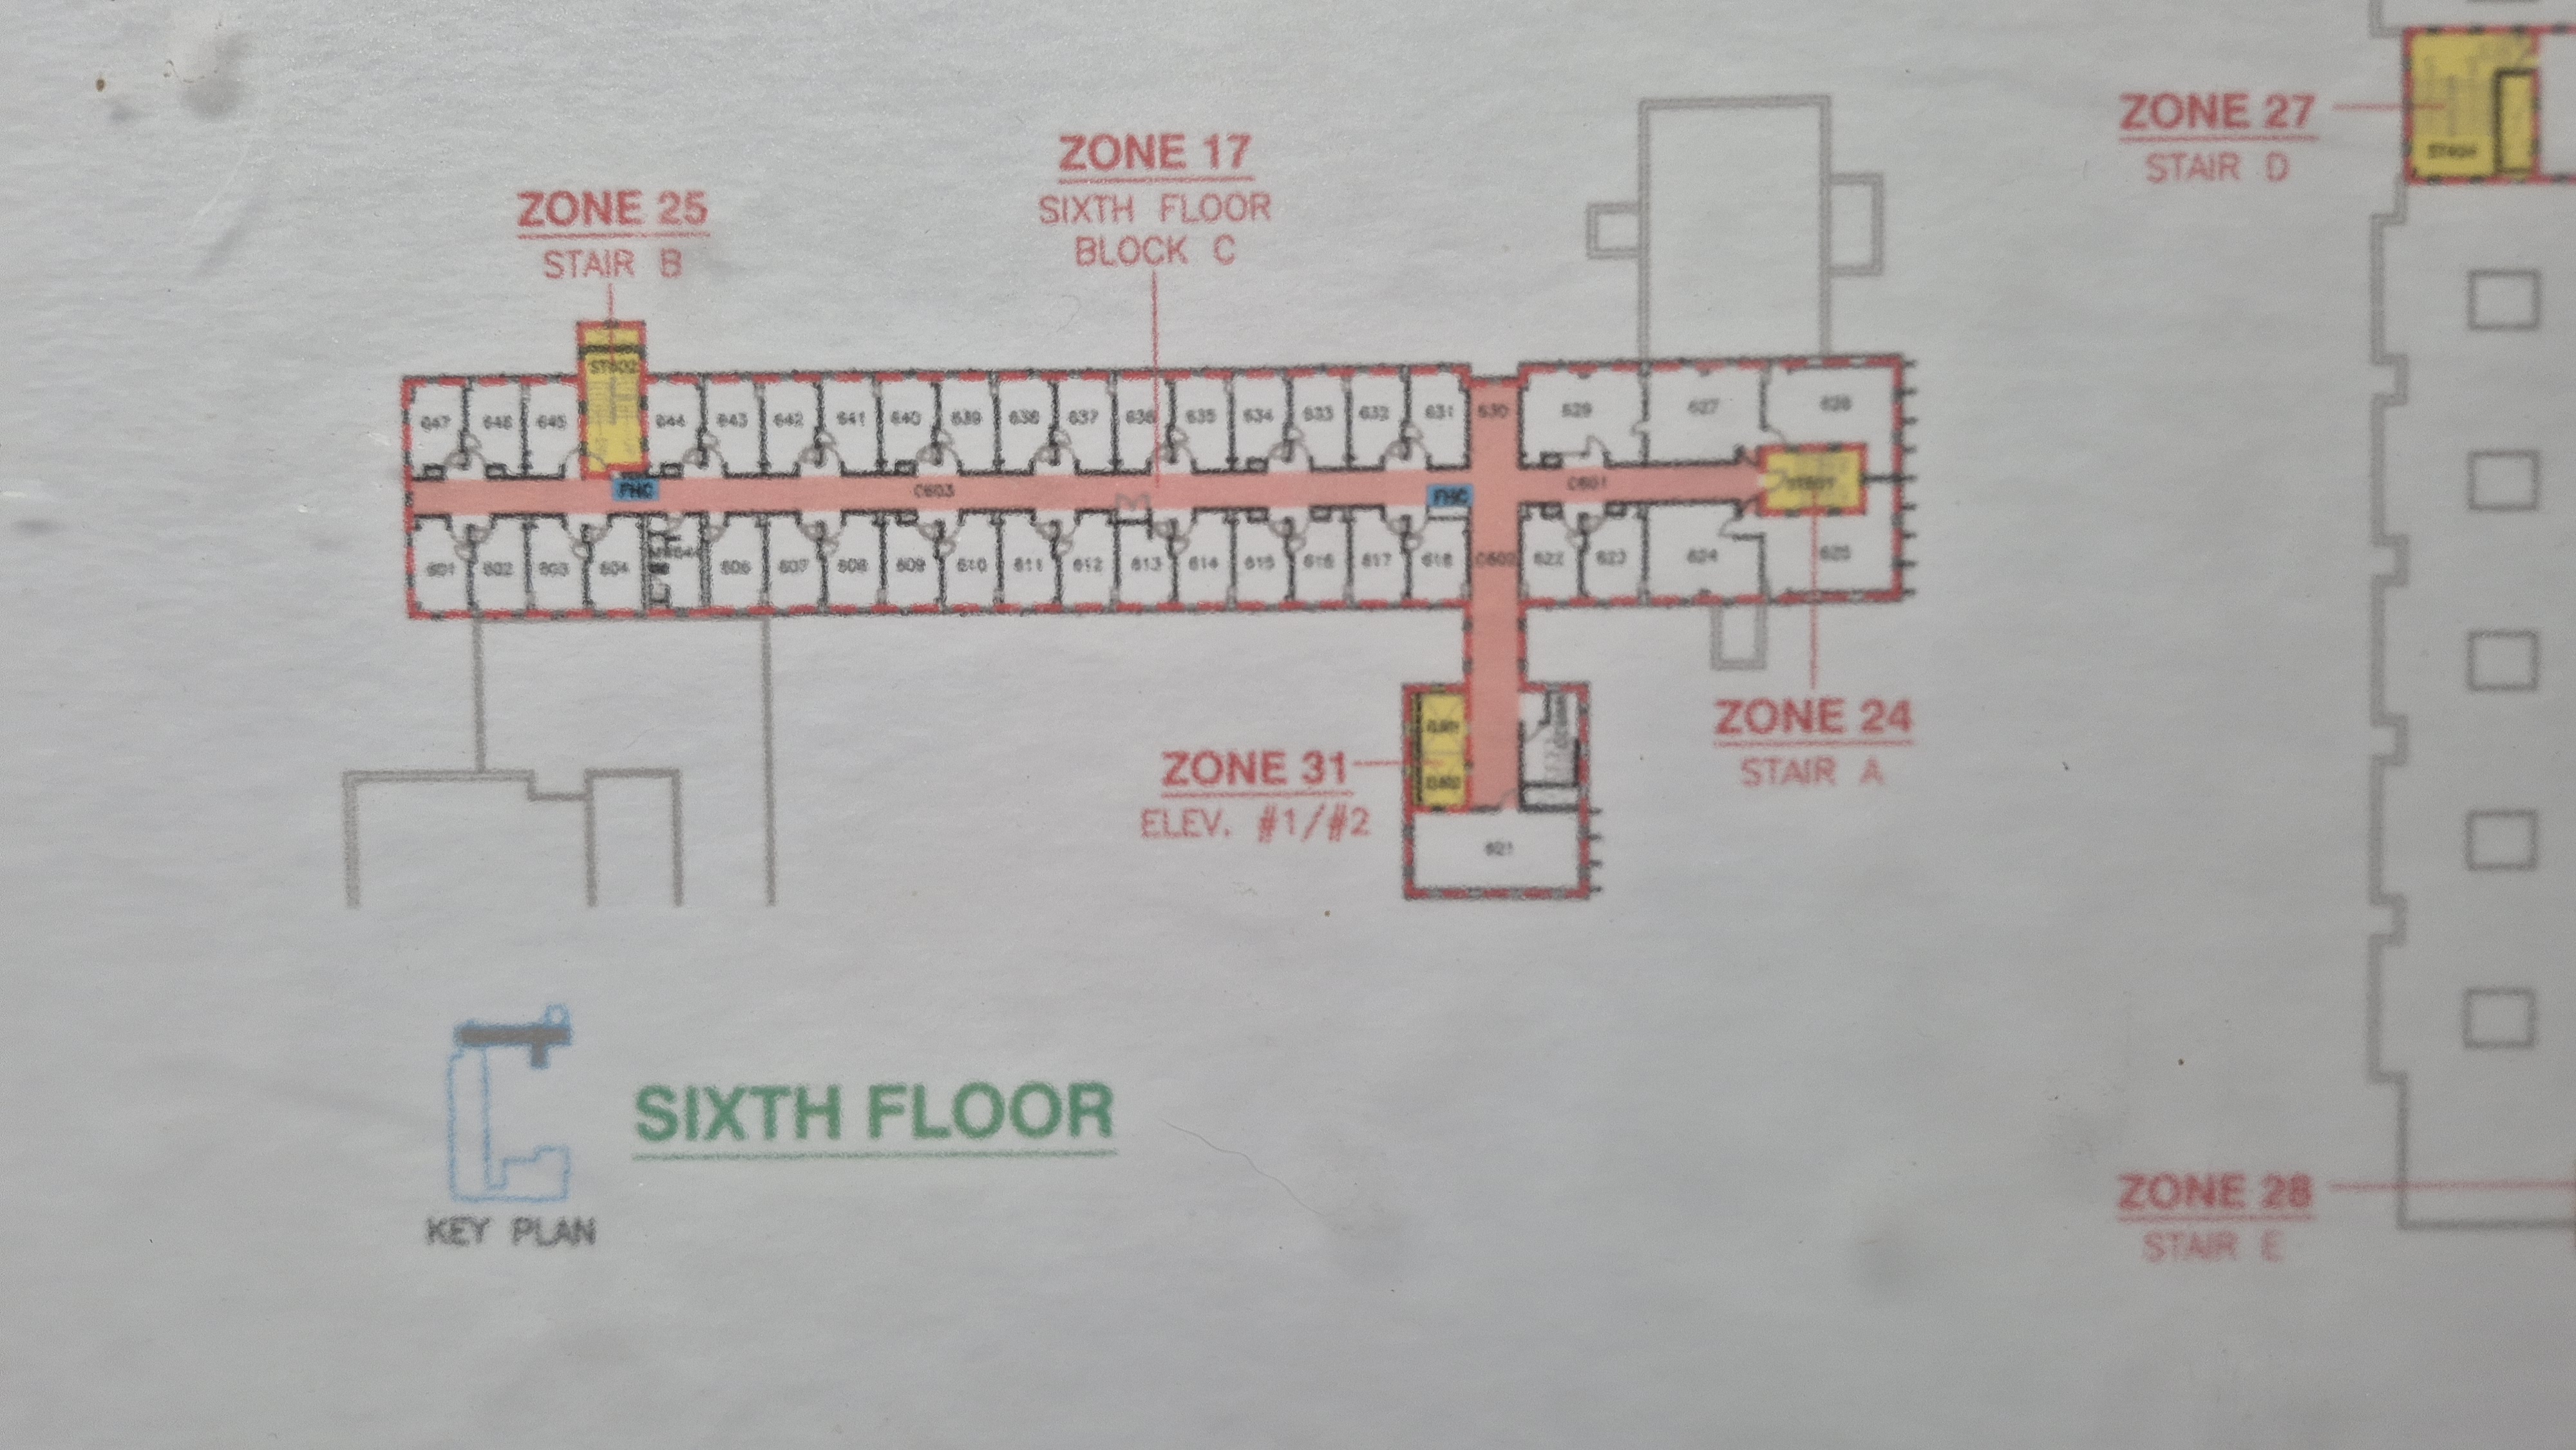 ZONE 27
STAIR D
ZONE 17
SIXTH FLOOR
BLOCK C
ZONE 25
STAIR B
ST602
647 646 645 644 643 642 641 640 639 638 637 636 635 634 633 632 631 630 629 627 626
FHC C603 FHC C601 ST601
601 602 603 604 606 607 608 609 610 611 612 613 614 615 616 617 618 C602 622 623 624 625
ZONE 24
STAIR A
ZONE 31
ELEV. #1/#2
621
SIXTH FLOOR
KEY PLAN
ZONE 28
STAIR E